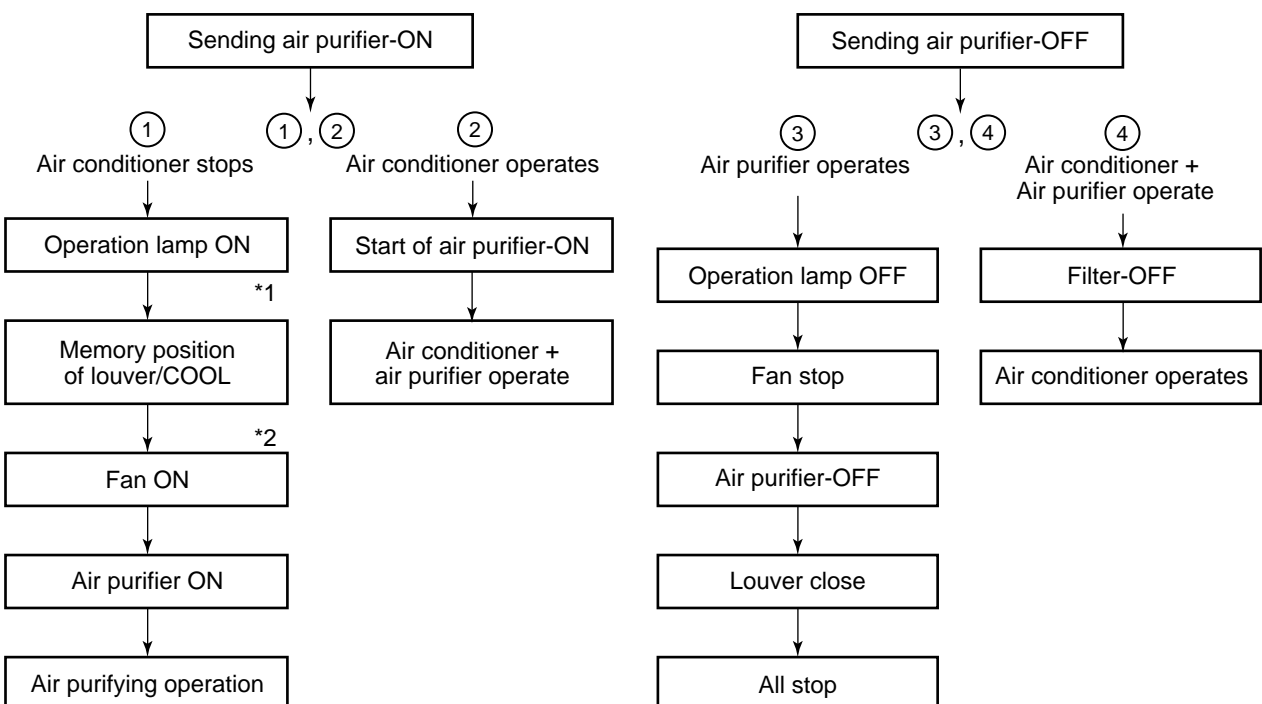 Sending air purifier-ON
1 , 2
1
Air conditioner stops
Operation lamp ON
*1
Memory position
of louver/COOL
*2
Fan ON
Air purifier ON
Air purifying operation
2
Air conditioner operates
Start of air purifier-ON
Air conditioner +
air purifier operate
Sending air purifier-OFF
3 , 4
3
Air purifier operates
Operation lamp OFF
Fan stop
Air purifier-OFF
Louver close
All stop
4
Air conditioner +
Air purifier operate
Filter-OFF
Air conditioner operates